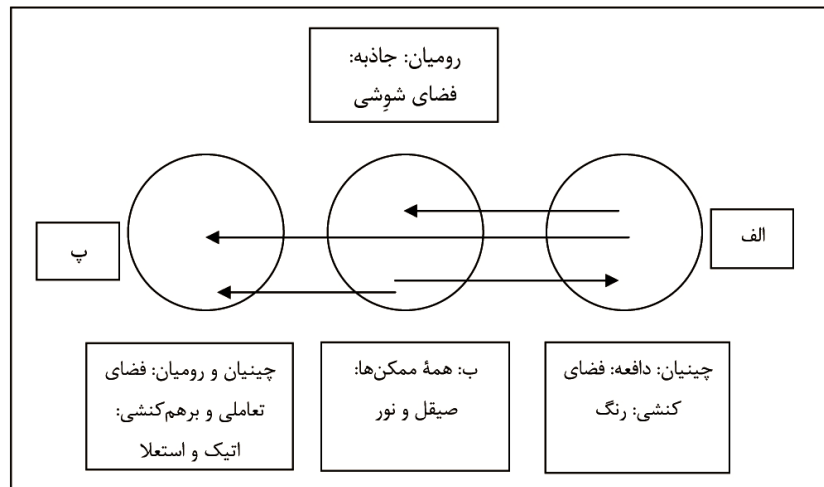 رومیان: جاذبه:
فضای شوِشی
الف
پ
چینیان: دافعه: فضای
کنشی: رنگ
ب: همهٔ ممکن‌ها:
صیقل و نور
چینیان و رومیان: فضای
تعاملی و برهم‌کنشی:
اتیک و استعلا